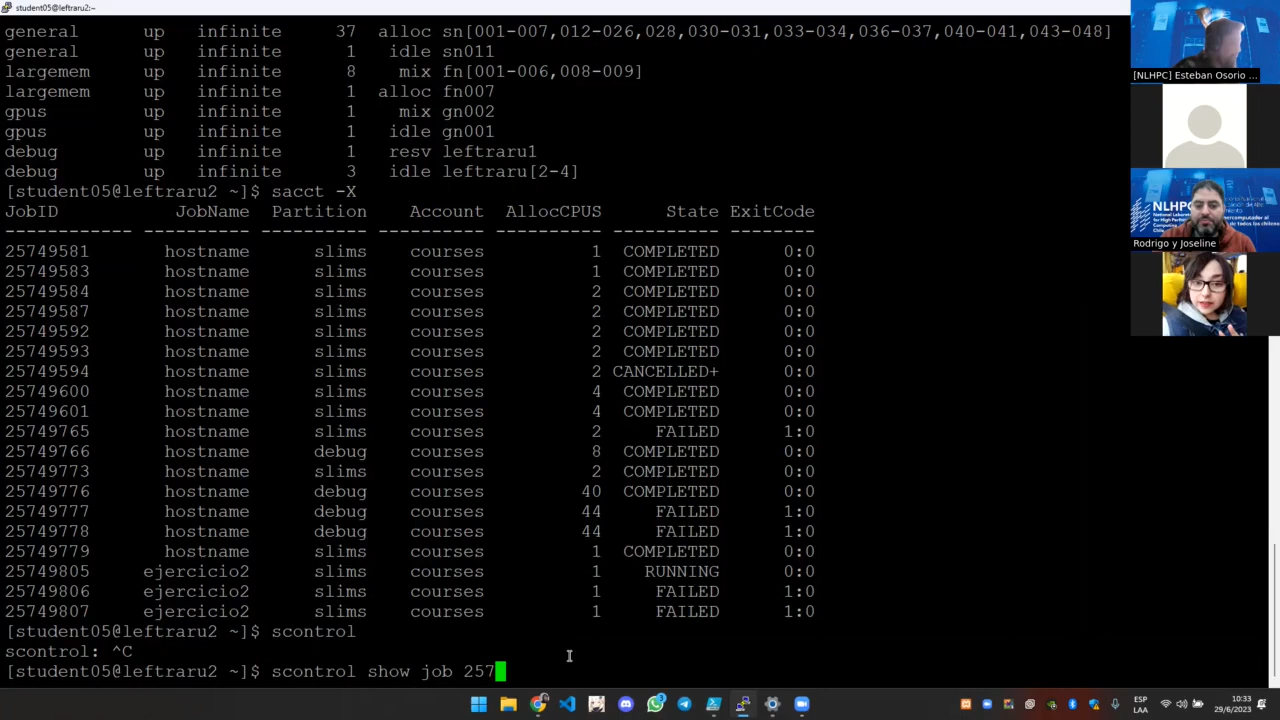 student05@leftraru2:~
general up infinite 37 alloc sn[001-007,012-026,028,030-031,033-034,036-037,040-041,043-048]
general up infinite 1 idle sn011
largemem up infinite 8 mix fn[001-006,008-009]
largemem up infinite 1 alloc fn007
gpus up infinite 1 mix gn002
gpus up infinite 1 idle gn001
debug up infinite 1 resv leftraru1
debug up infinite 3 idle leftraru[2-4]
[student05@leftraru2 ~]$ sacct -X
JobID JobName Partition Account AllocCPUS State ExitCode
------------ ---------- ---------- ---------- ---------- ---------- --------
25749581 hostname slims courses 1 COMPLETED 0:0
25749583 hostname slims courses 1 COMPLETED 0:0
25749584 hostname slims courses 2 COMPLETED 0:0
25749587 hostname slims courses 2 COMPLETED 0:0
25749592 hostname slims courses 2 COMPLETED 0:0
25749593 hostname slims courses 2 COMPLETED 0:0
25749594 hostname slims courses 2 CANCELLED+ 0:0
25749600 hostname slims courses 4 COMPLETED 0:0
25749601 hostname slims courses 4 COMPLETED 0:0
25749765 hostname slims courses 2 FAILED 1:0
25749766 hostname debug courses 8 COMPLETED 0:0
25749773 hostname slims courses 2 COMPLETED 0:0
25749776 hostname debug courses 40 COMPLETED 0:0
25749777 hostname debug courses 44 FAILED 1:0
25749778 hostname debug courses 44 FAILED 1:0
25749779 hostname slims courses 1 COMPLETED 0:0
25749805 ejercicio2 slims courses 1 RUNNING 0:0
25749806 ejercicio2 slims courses 1 FAILED 1:0
25749807 ejercicio2 slims courses 1 FAILED 1:0
[student05@leftraru2 ~]$ scontrol
scontrol: ^C
[student05@leftraru2 ~]$ scontrol show job 257
[NLHPC] Esteban Osorio ...
NLHPC
Rodrigo y Joseline
ESP
LAA
10:33
29/6/2023